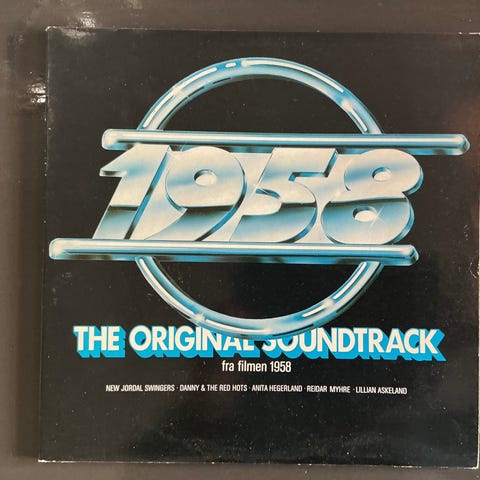 1958
THE ORIGINAL SOUNDTRACK
fra filmen 1958
NEW JORDAL SWINGERS · DANNY & THE RED HOTS · ANITA HEGERLAND · REIDAR MYHRE · LILLIAN ASKELAND